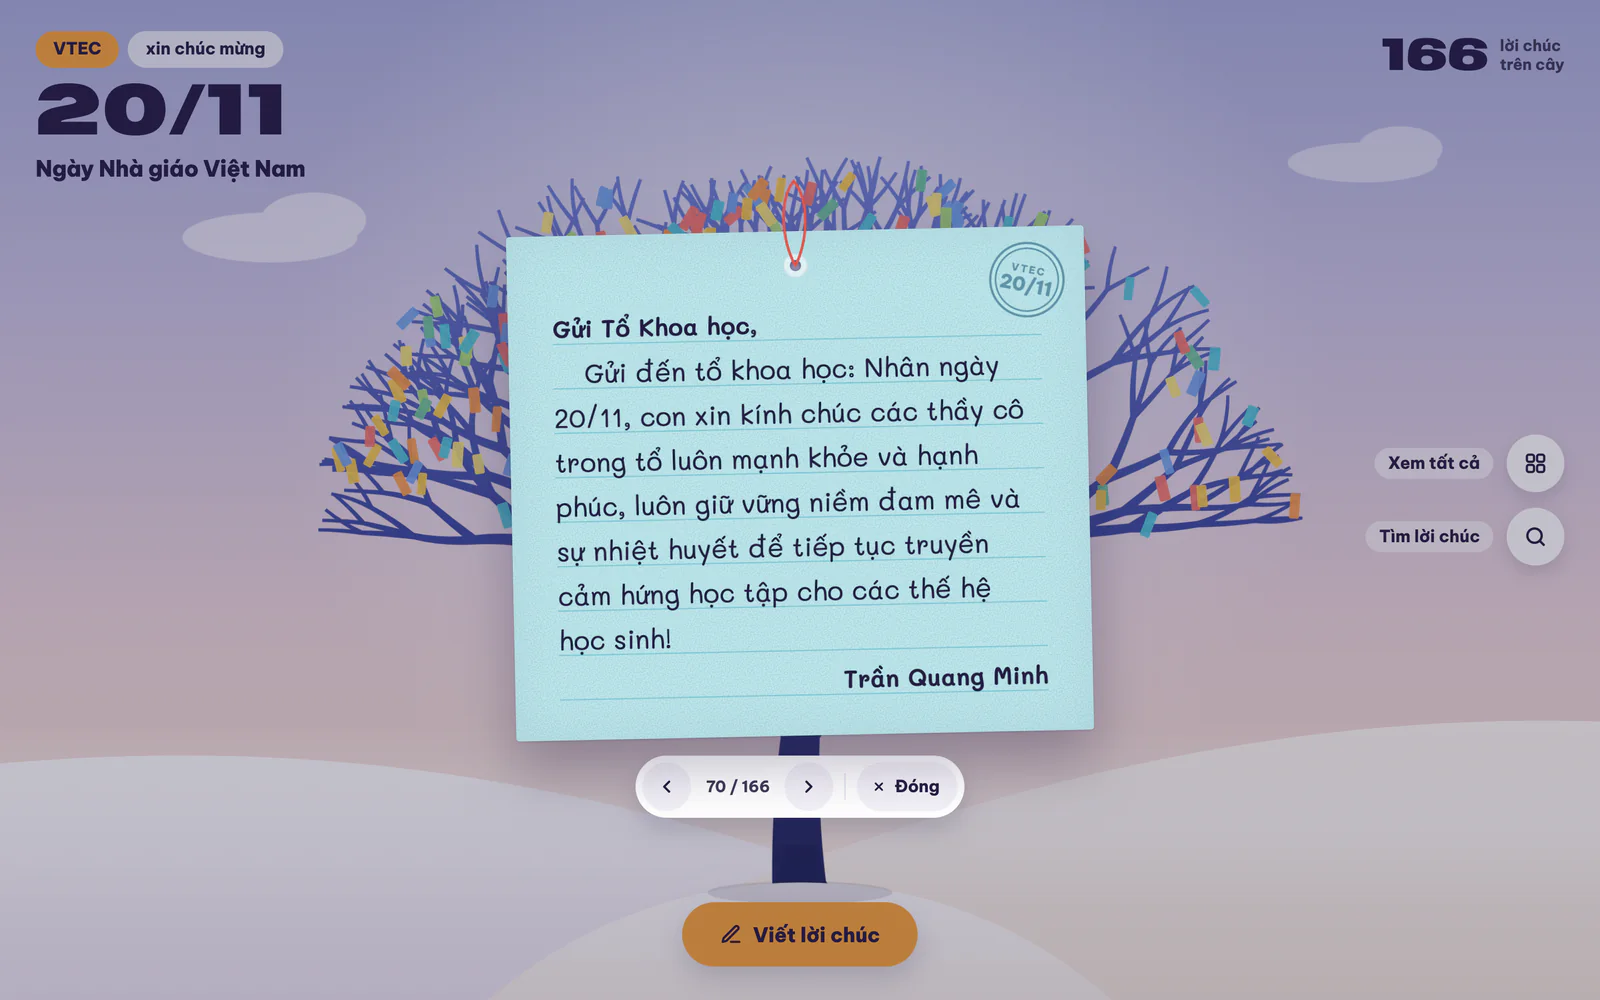 VTEC
xin chúc mừng
20/11
Ngày Nhà giáo Việt Nam
166
lời chúc
trên cây
VTEC
20/11
Gửi Tổ Khoa học,
Gửi đến tổ khoa học: Nhân ngày
20/11, con xin kính chúc các thầy cô
trong tổ luôn mạnh khỏe và hạnh
phúc, luôn giữ vững niềm đam mê và
sự nhiệt huyết để tiếp tục truyền
cảm hứng học tập cho các thế hệ
học sinh!
Trần Quang Minh
Xem tất cả
Tìm lời chúc
70 / 166
× Đóng
Viết lời chúc